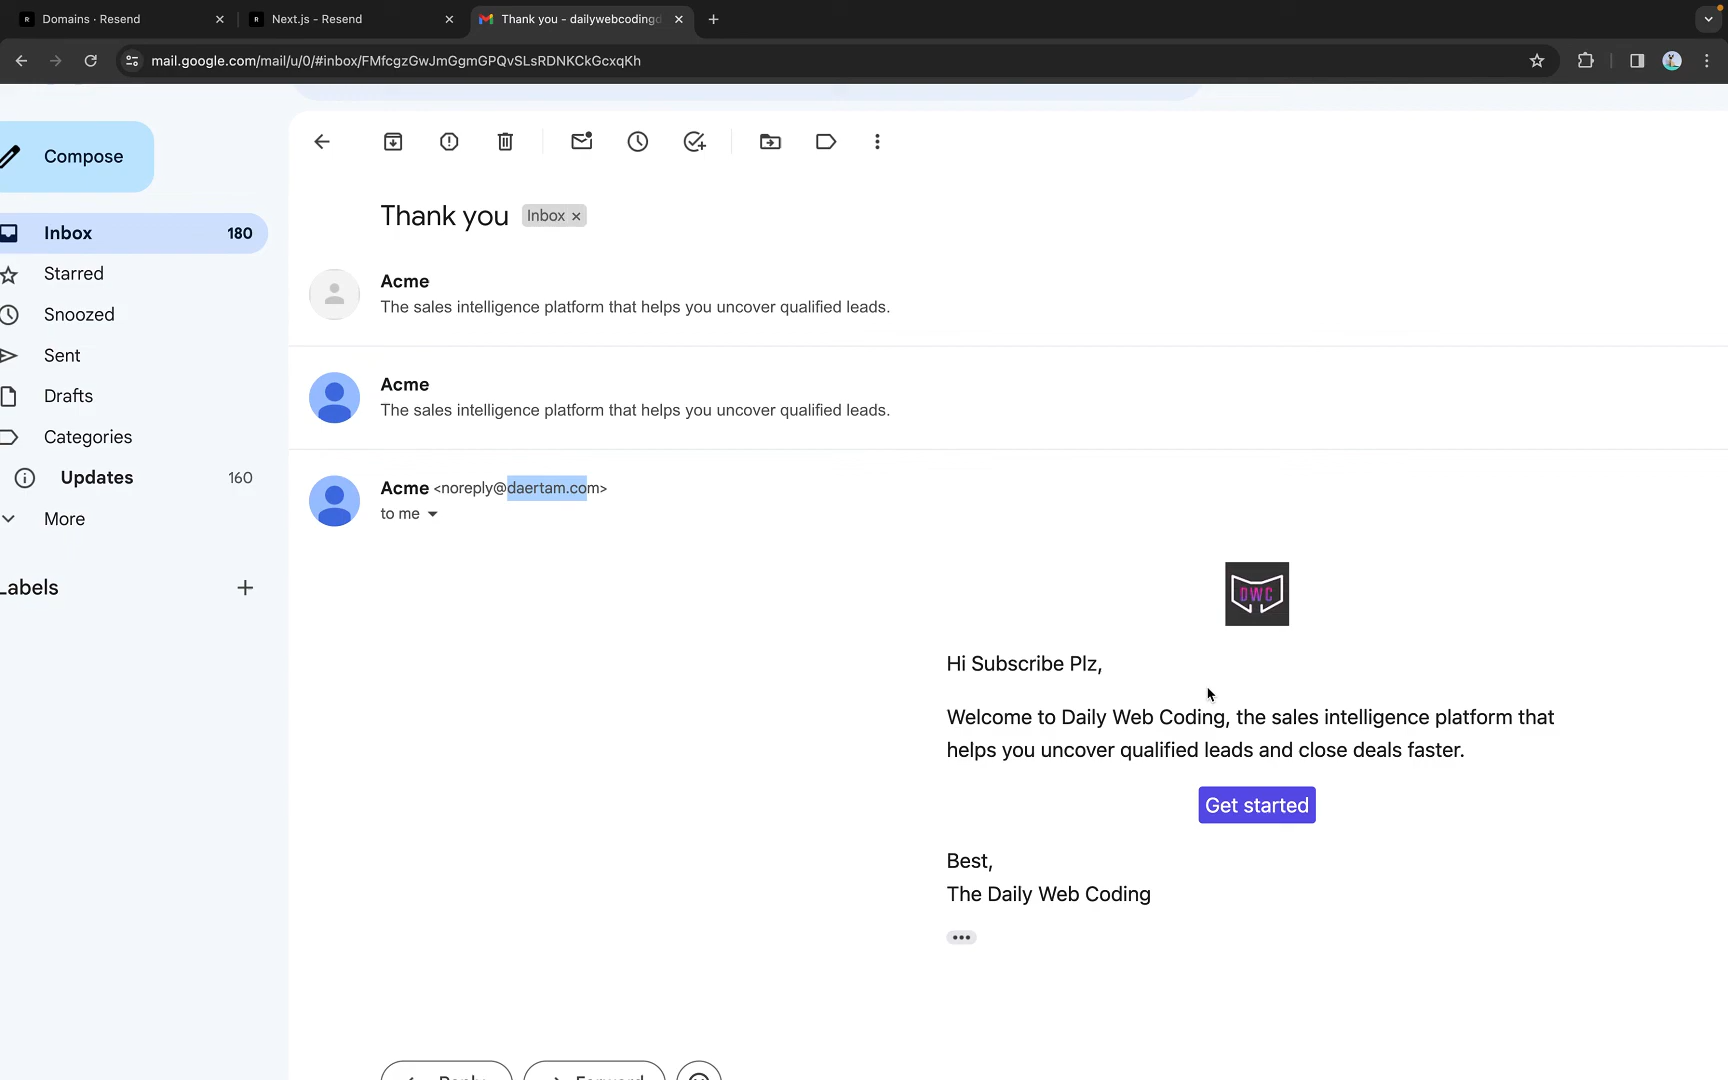 Domains · Resend
Next.js - Resend
Thank you - dailywebcodingd
mail.google.com/mail/u/0/#inbox/FMfcgzGwJmGgmGPQvSLsRDNKCkGcxqKh
Compose
Inbox 180
Starred
Snoozed
Sent
Drafts
Categories
Updates 160
More
Labels
Thank you Inbox
Acme
The sales intelligence platform that helps you uncover qualified leads.
Acme
The sales intelligence platform that helps you uncover qualified leads.
Acme <noreply@daertam.com>
to me
DWC
Hi Subscribe Plz,
Welcome to Daily Web Coding, the sales intelligence platform that
helps you uncover qualified leads and close deals faster.
Get started
Best,
The Daily Web Coding
Reply Forward